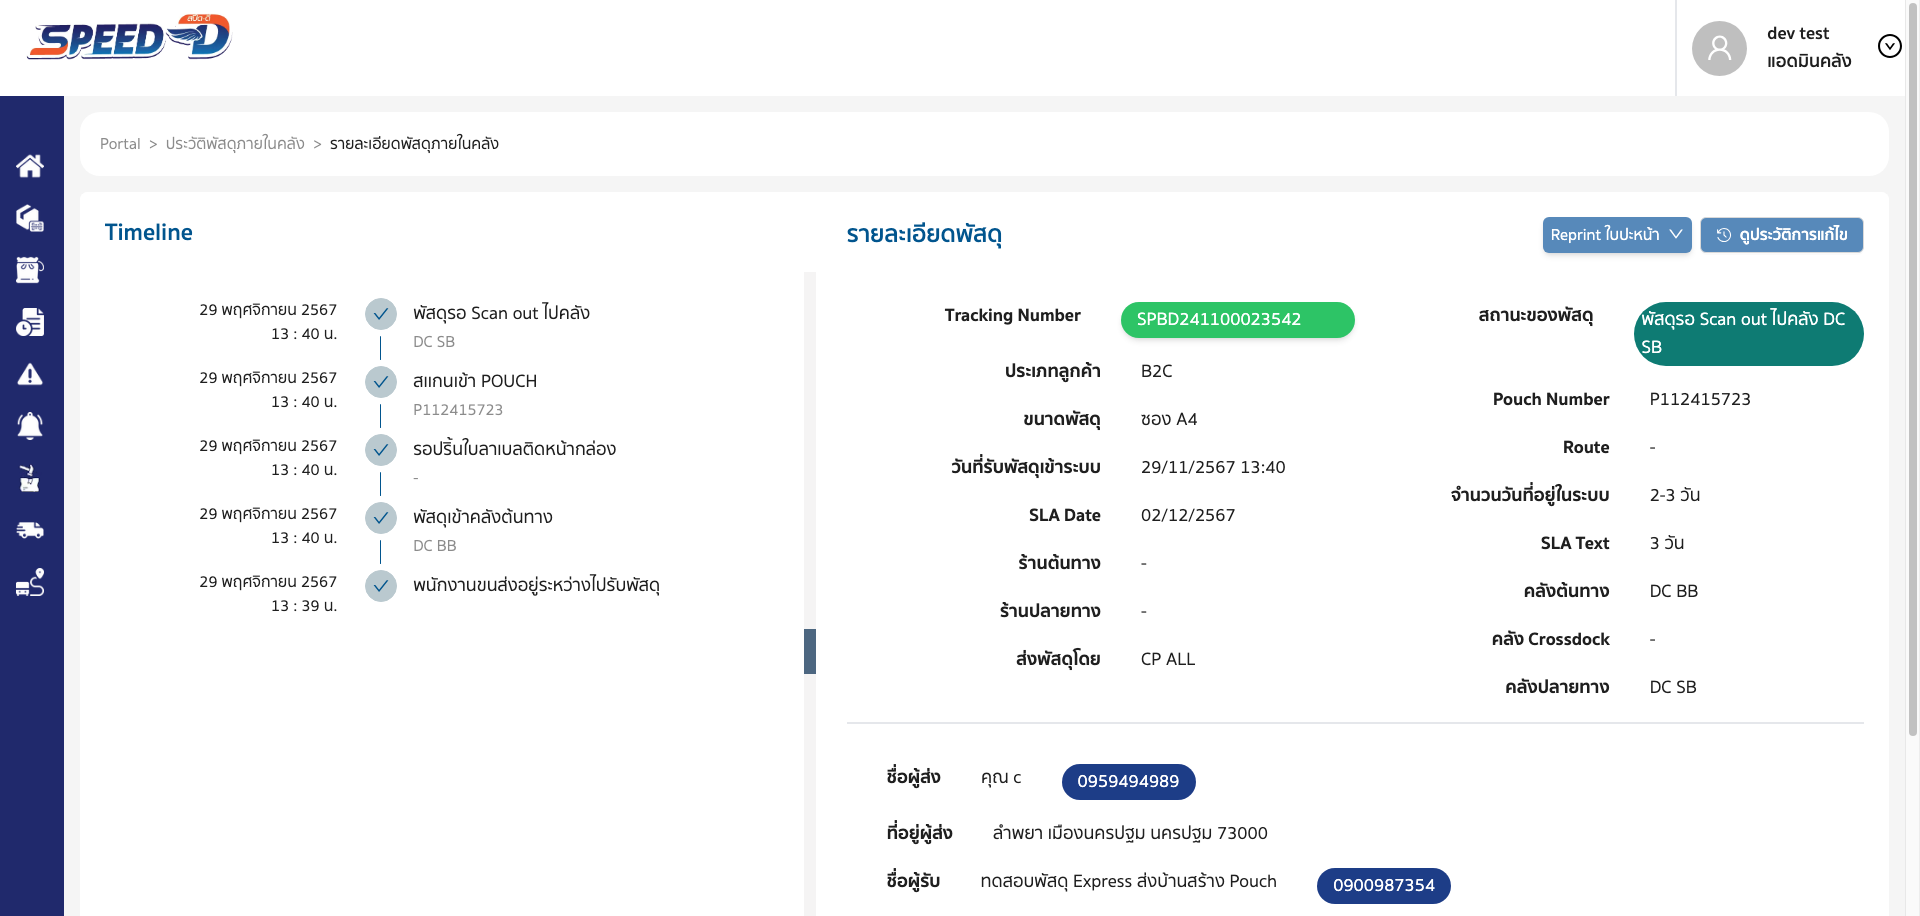 SPEED-D สปีด-ดี
dev test
แอดมินคลัง
Portal > ประวัติพัสดุภายในคลัง > รายละเอียดพัสดุภายในคลัง
Timeline
29 พฤศจิกายน 2567
13 : 40 น.
พัสดุรอ Scan out ไปคลัง
DC SB
29 พฤศจิกายน 2567
13 : 40 น.
สแกนเข้า POUCH
P112415723
29 พฤศจิกายน 2567
13 : 40 น.
รอปริ้นใบลาเบลติดหน้ากล่อง
-
29 พฤศจิกายน 2567
13 : 40 น.
พัสดุเข้าคลังต้นทาง
DC BB
29 พฤศจิกายน 2567
13 : 39 น.
พนักงานขนส่งอยู่ระหว่างไปรับพัสดุ
รายละเอียดพัสดุ
Reprint ใบปะหน้า
ดูประวัติการแก้ไข
Tracking Number SPBD241100023542
ประเภทลูกค้า B2C
ขนาดพัสดุ ซอง A4
วันที่รับพัสดุเข้าระบบ 29/11/2567 13:40
SLA Date 02/12/2567
ร้านต้นทาง -
ร้านปลายทาง -
ส่งพัสดุโดย CP ALL
สถานะของพัสดุ พัสดุรอ Scan out ไปคลัง DC
SB
Pouch Number P112415723
Route -
จำนวนวันที่อยู่ในระบบ 2-3 วัน
SLA Text 3 วัน
คลังต้นทาง DC BB
คลัง Crossdock -
คลังปลายทาง DC SB
ชื่อผู้ส่ง คุณ c 0959494989
ที่อยู่ผู้ส่ง ลำพยา เมืองนครปฐม นครปฐม 73000
ชื่อผู้รับ ทดสอบพัสดุ Express ส่งบ้านสร้าง Pouch 0900987354